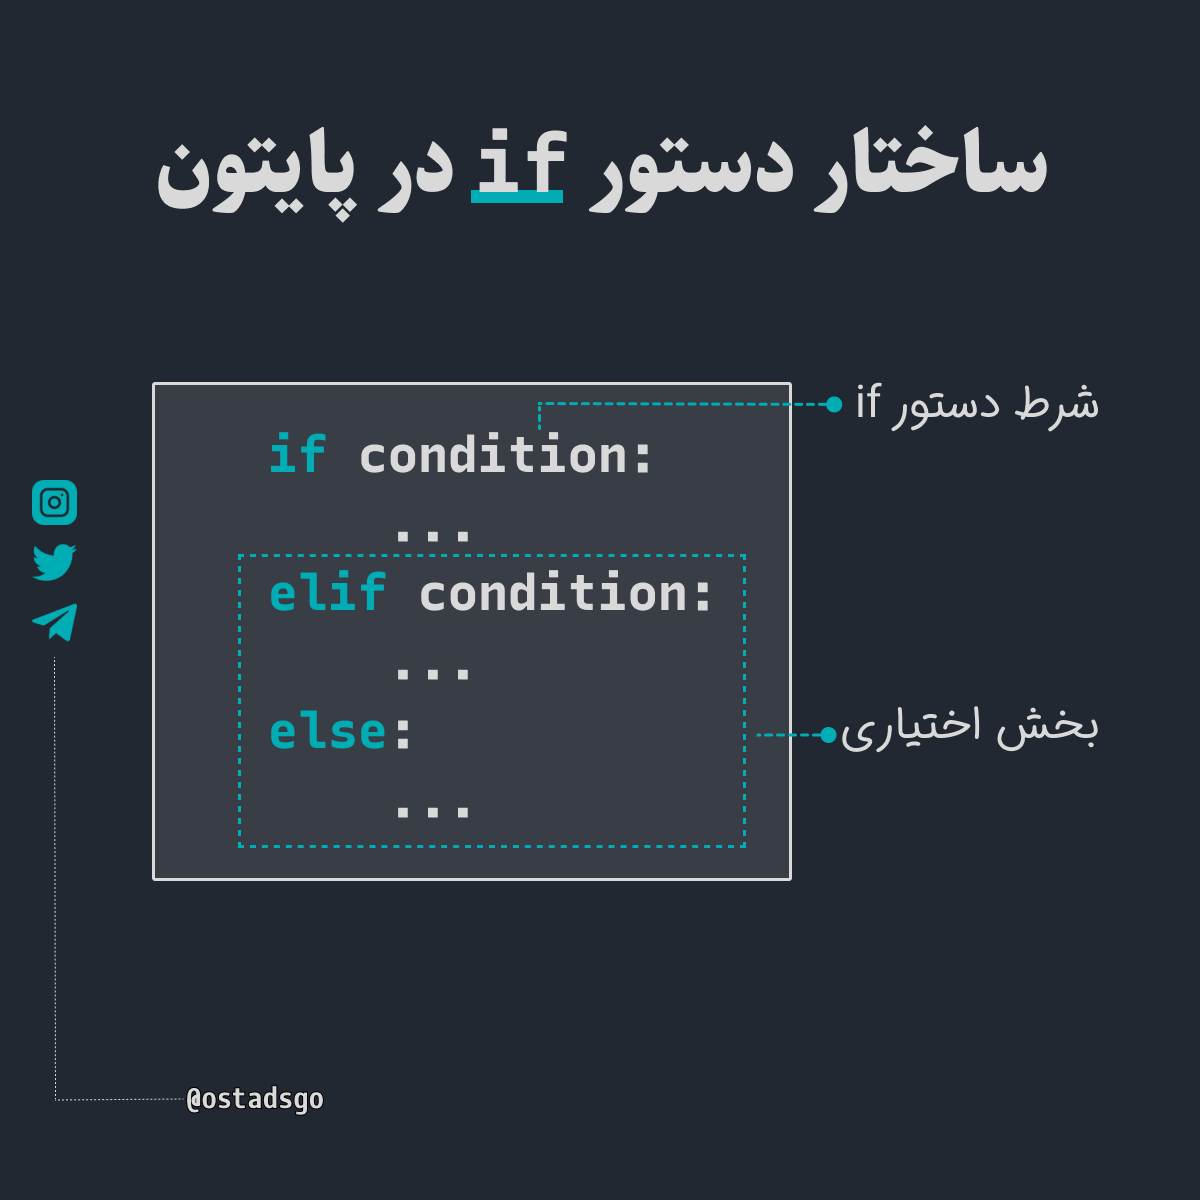 ساختار دستور if در پایتون
شرط دستور if
if condition:
...
elif condition:
...
else:
...
بخش اختیاری
@ostadsgo